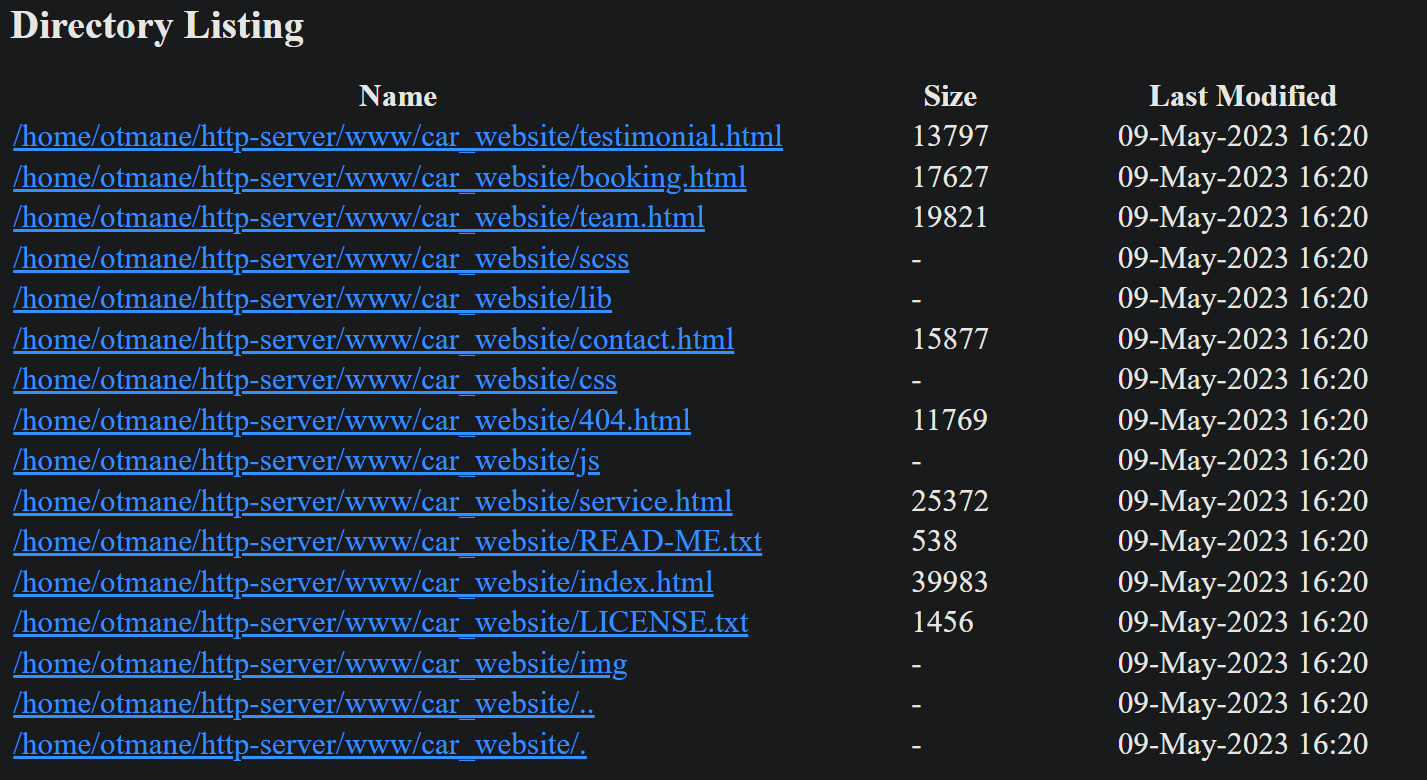 Directory Listing
Name Size Last Modified
/home/otmane/http-server/www/car_website/testimonial.html 13797 09-May-2023 16:20
/home/otmane/http-server/www/car_website/booking.html 17627 09-May-2023 16:20
/home/otmane/http-server/www/car_website/team.html 19821 09-May-2023 16:20
/home/otmane/http-server/www/car_website/scss - 09-May-2023 16:20
/home/otmane/http-server/www/car_website/lib - 09-May-2023 16:20
/home/otmane/http-server/www/car_website/contact.html 15877 09-May-2023 16:20
/home/otmane/http-server/www/car_website/css - 09-May-2023 16:20
/home/otmane/http-server/www/car_website/404.html 11769 09-May-2023 16:20
/home/otmane/http-server/www/car_website/js - 09-May-2023 16:20
/home/otmane/http-server/www/car_website/service.html 25372 09-May-2023 16:20
/home/otmane/http-server/www/car_website/READ-ME.txt 538 09-May-2023 16:20
/home/otmane/http-server/www/car_website/index.html 39983 09-May-2023 16:20
/home/otmane/http-server/www/car_website/LICENSE.txt 1456 09-May-2023 16:20
/home/otmane/http-server/www/car_website/img - 09-May-2023 16:20
/home/otmane/http-server/www/car_website/.. - 09-May-2023 16:20
/home/otmane/http-server/www/car_website/. - 09-May-2023 16:20